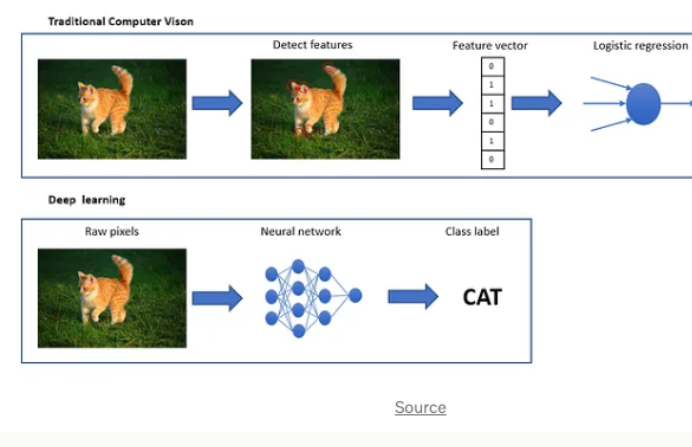 Traditional Computer Vison
Detect features
Feature vector
Logistic regression
0
1
1
0
1
0
Deep learning
Raw pixels
Neural network
Class label
CAT
Source